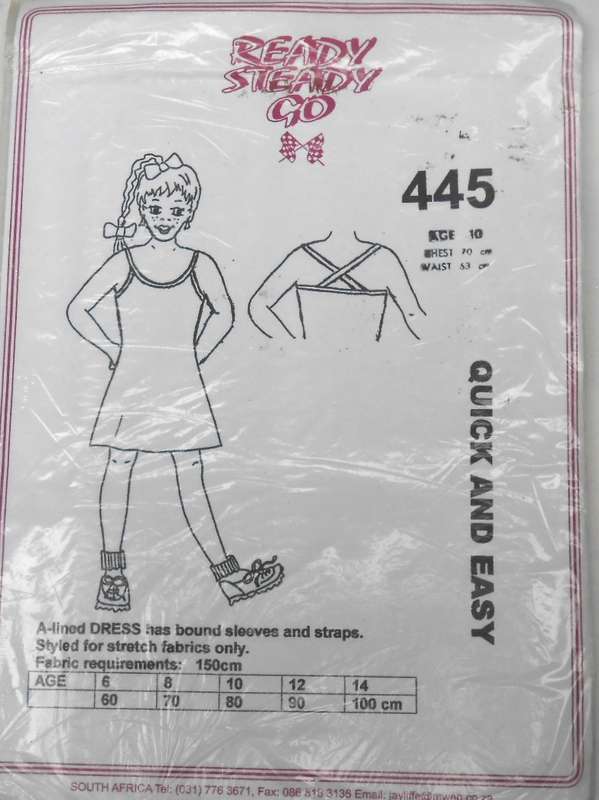 READY
STEADY
GO
445
AGE 10
CHEST 70 cm
WAIST 63 cm
QUICK AND EASY
A-lined DRESS has bound sleeves and straps.
Styled for stretch fabrics only.
Fabric requirements: 150cm
AGE 6 8 10 12 14
60 70 80 90 100 cm
SOUTH AFRICA Tel: (031) 776 3671, Fax: 086 818 3135 Email: